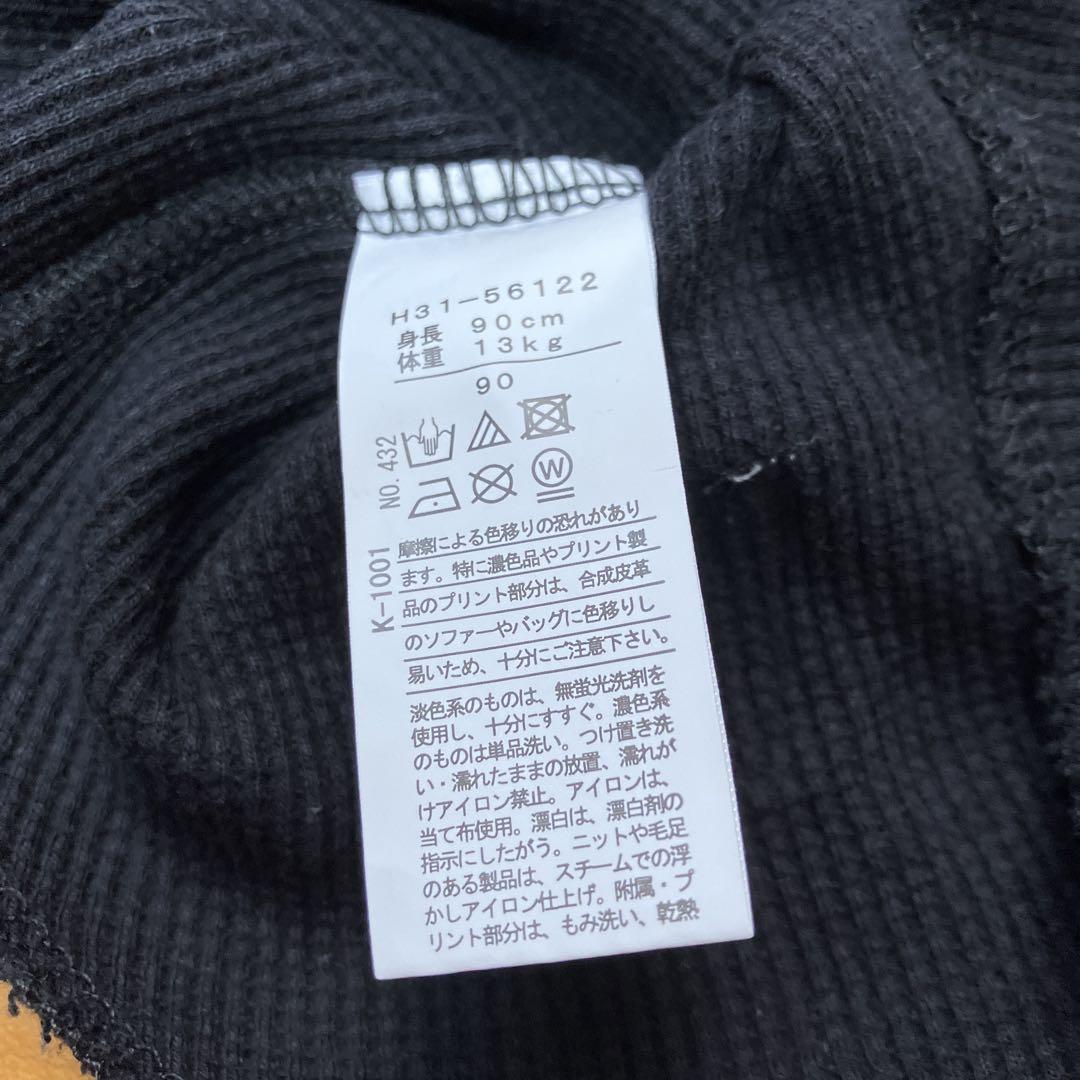 H31-56122
身長 90cm
体重 13kg
90
NO. 432
W
K-1001
摩擦による色移りの恐れがあり
ます。特に濃色品やプリント製
品のプリント部分は、合成皮革
のソファーやバッグに色移りし
易いため、十分にご注意下さい。
淡色系のものは、無蛍光洗剤を
使用し、十分にすすぐ。濃色系
のものは単品洗い。つけ置き洗
い・濡れたままの放置、濡れが
けアイロン禁止。アイロンは、
当て布使用。漂白は、漂白剤の
指示にしたがう。ニットや毛足
のある製品は、スチームでの浮
かしアイロン仕上げ。附属・プ
リント部分は、もみ洗い、乾熱